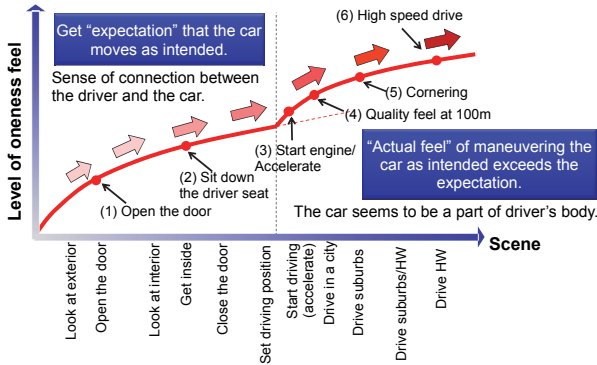 Level of oneness feel
Get “expectation” that the car
moves as intended.
Sense of connection between
the driver and the car.
(1) Open the door
(2) Sit down
the driver seat
(3) Start engine/
Accelerate
(4) Quality feel at 100m
(5) Cornering
(6) High speed drive
“Actual feel” of maneuvering the
car as intended exceeds the
expectation.
The car seems to be a part of driver’s body.
Scene
Look at exterior
Open the door
Look at interior
Get inside
Close the door
Set driving position
Start driving
(accelerate)
Drive in a city
Drive suburbs
Drive suburbs/HW
Drive HW